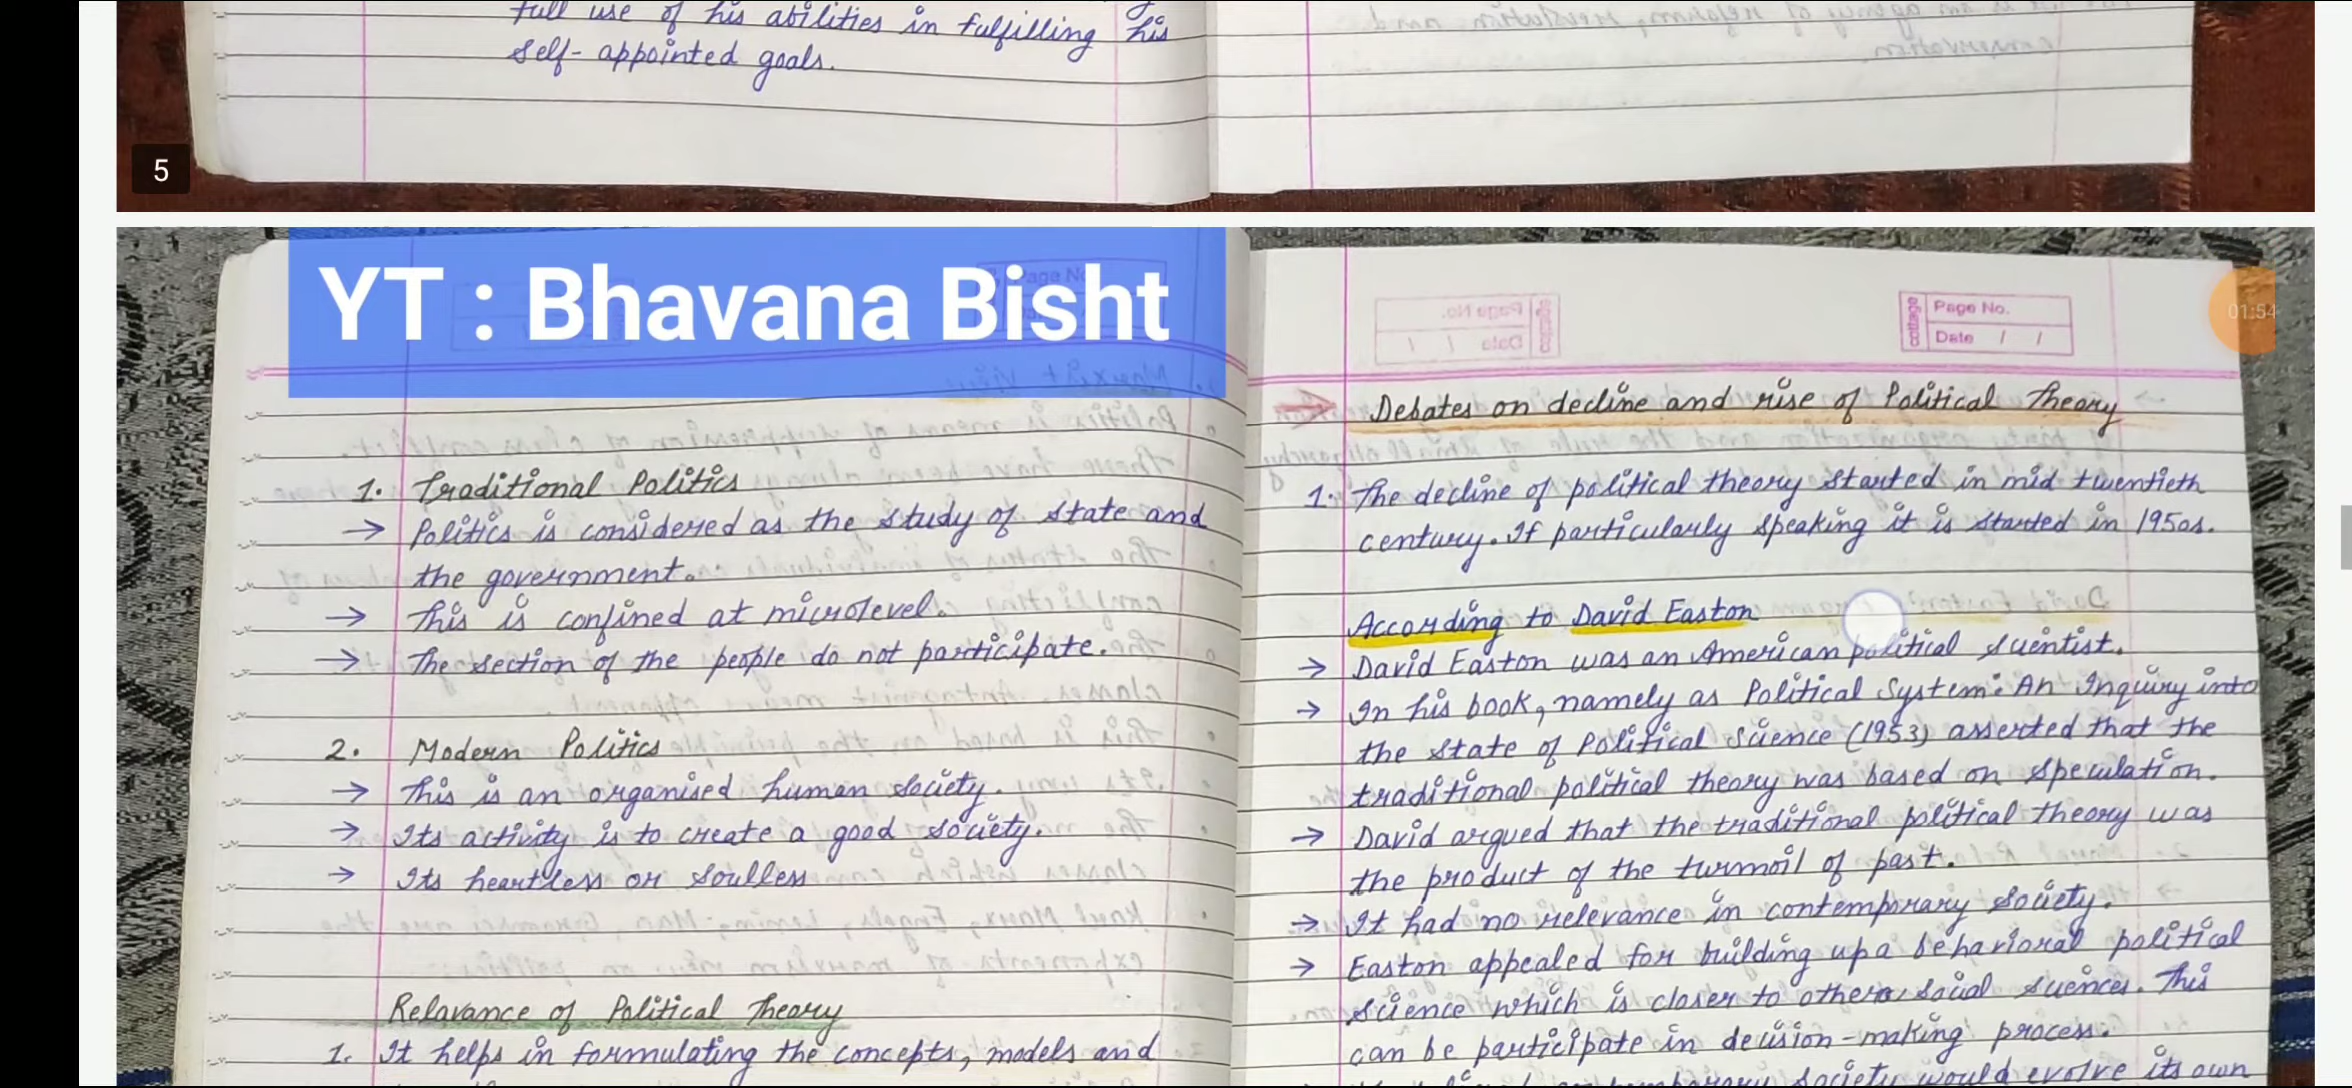 full use of his abilities in fulfilling his
self-appointed goals.
5
YT : Bhavana Bisht
1. Traditional Politics
→ Politics is considered as the study of state and
the government.
→ This is confined at microlevel.
→ The section of the people do not participate.
2. Modern Politics
→ This is an organised human society.
→ Its activity is to create a good society.
→ Its heartless or soulless
Relavance of Political Theory
1. It helps in formulating the concepts, models and
cottage Page No.
Date / /
01:54
⇒ Debates on decline and rise of Political Theory
1. The decline of political theory started in mid twentieth
century. If particularly speaking it is started in 1950s.
According to David Easton
→ David Easton was an American political scientist.
→ In his book, namely as Political System: An Inquiry into
the state of Political Science (1953) asserted that the
traditional political theory was based on speculation.
→ David argued that the traditional political theory was
the product of the turmoil of past.
→ It had no relevance in contemporary society.
→ Easton appealed for building up a behavioral political
science which is closer to other social sciences. This
can be participate in decision-making process.
society would evolve its own